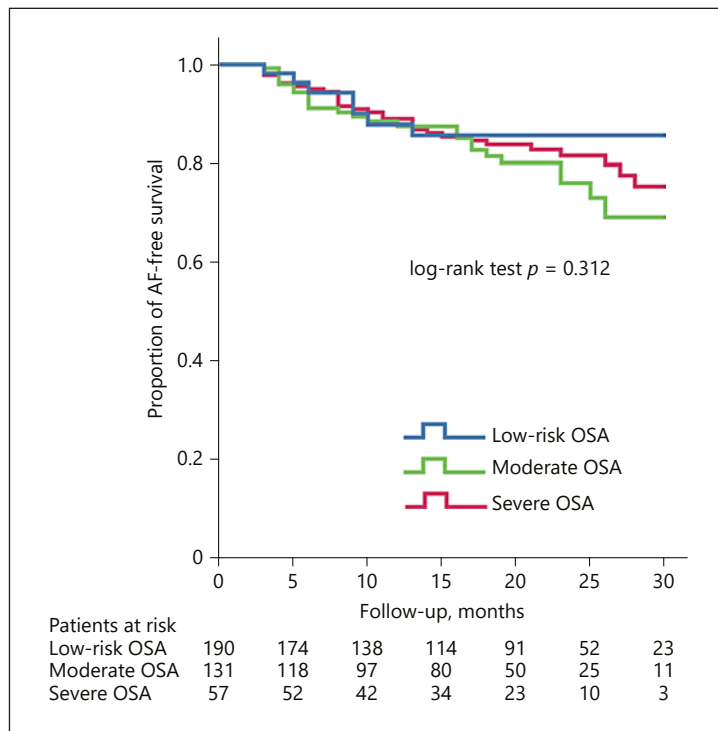 1.0
0.8
0.6
0.4
0.2
0
Proportion of AF-free survival
log-rank test p = 0.312
Low-risk OSA
Moderate OSA
Severe OSA
0 5 10 15 20 25 30
Follow-up, months
Patients at risk
Low-risk OSA 190 174 138 114 91 52 23
Moderate OSA 131 118 97 80 50 25 11
Severe OSA 57 52 42 34 23 10 3